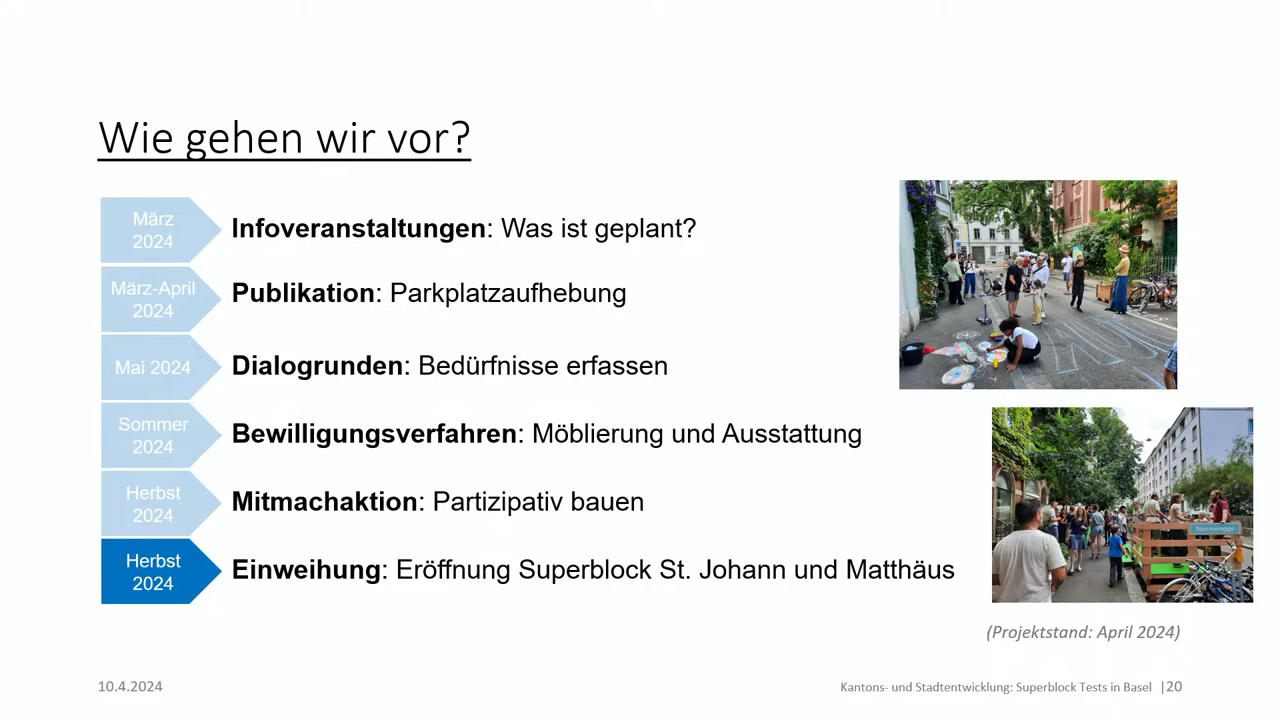 Wie gehen wir vor?
März
2024
Infoveranstaltungen: Was ist geplant?
März-April
2024
Publikation: Parkplatzaufhebung
Mai 2024
Dialogrunden: Bedürfnisse erfassen
Sommer
2024
Bewilligungsverfahren: Möblierung und Ausstattung
Herbst
2024
Mitmachaktion: Partizipativ bauen
Herbst
2024
Einweihung: Eröffnung Superblock St. Johann und Matthäus
(Projektstand: April 2024)
10.4.2024
Kantons- und Stadtentwicklung: Superblock Tests in Basel |20